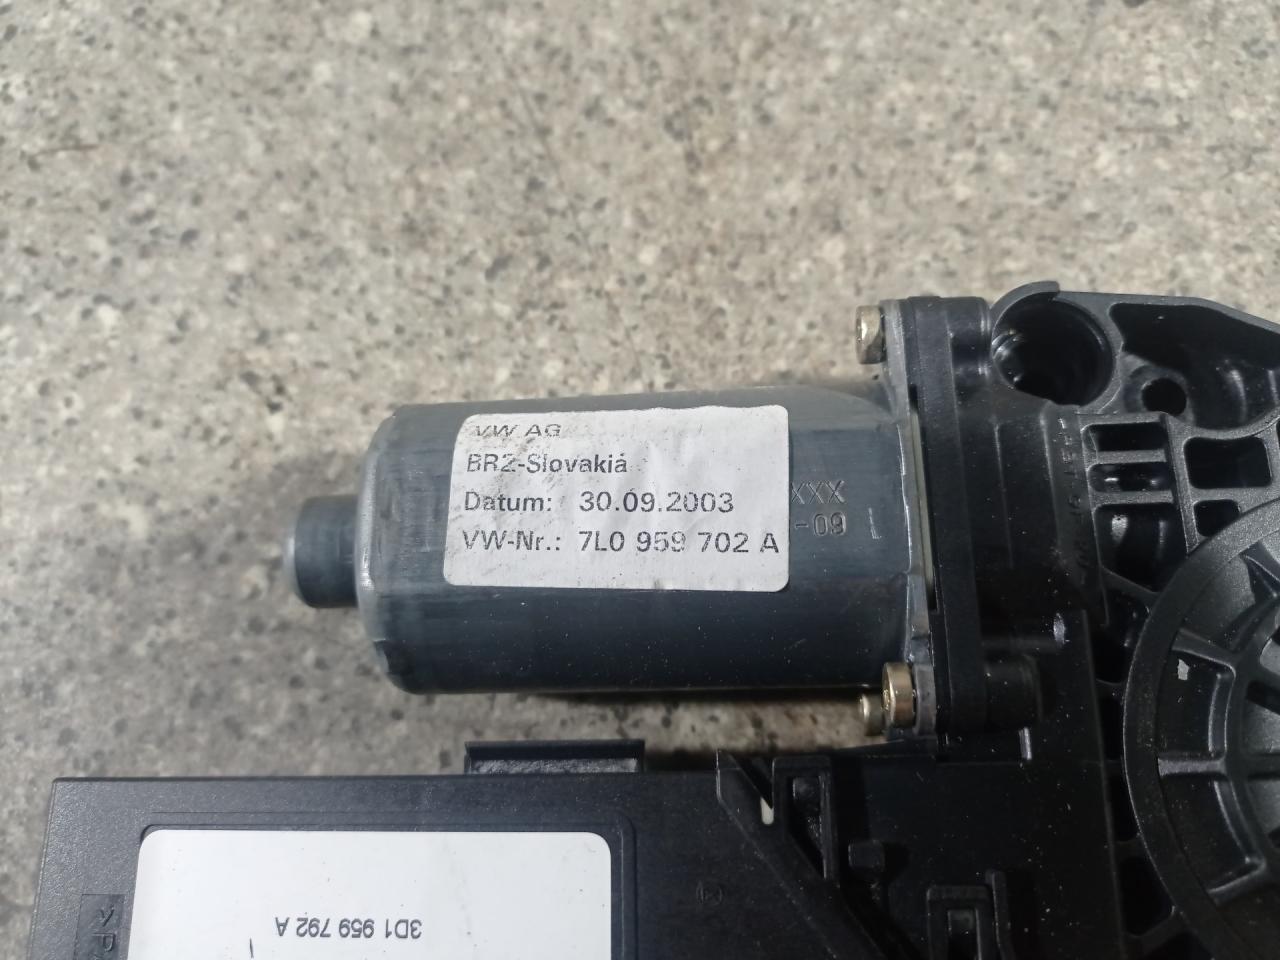 VW AG
BRZ-Slovakia
Datum: 30.09.2003
VW-Nr.: 7L0 959 702 A
XXX
-09
3D1 959 792 A